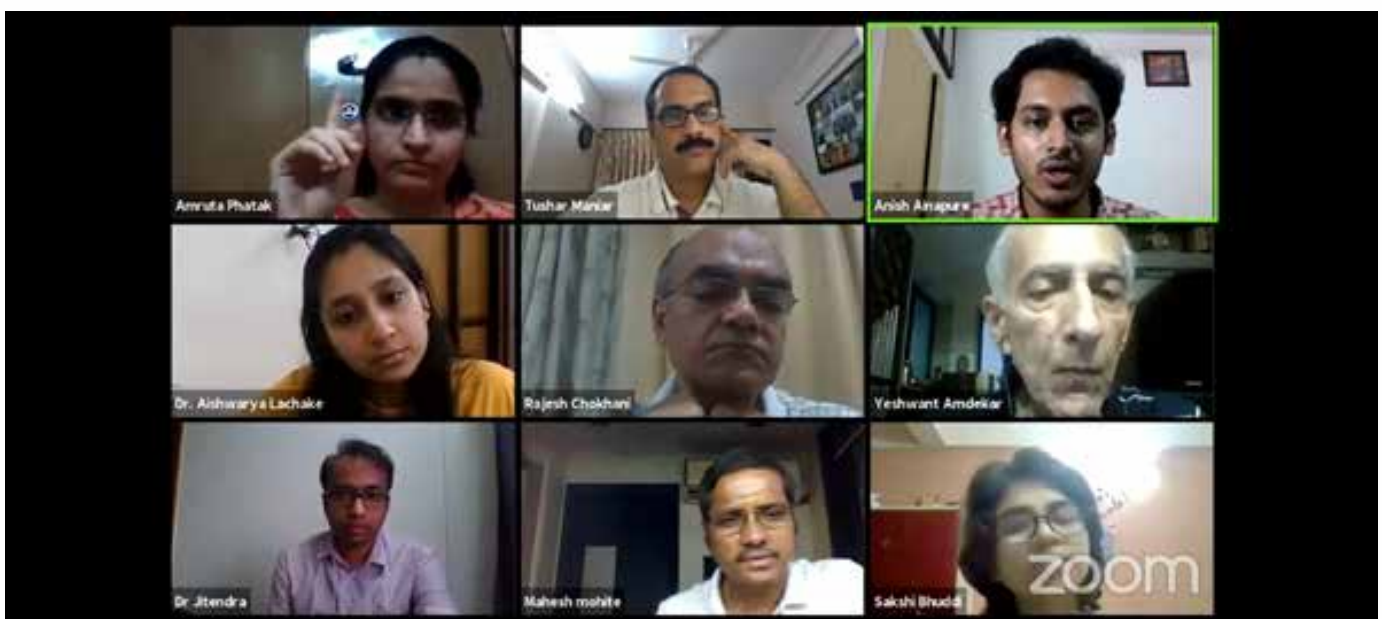 Amruta Phatak
Tushar Maniar
Anish Anapure
Dr. Aishwarya Lachake
Rajesh Chokhani
Yeshwant Amdekar
Dr Jitendra
Mahesh mohite
Sakshi Bhuddi
zoom